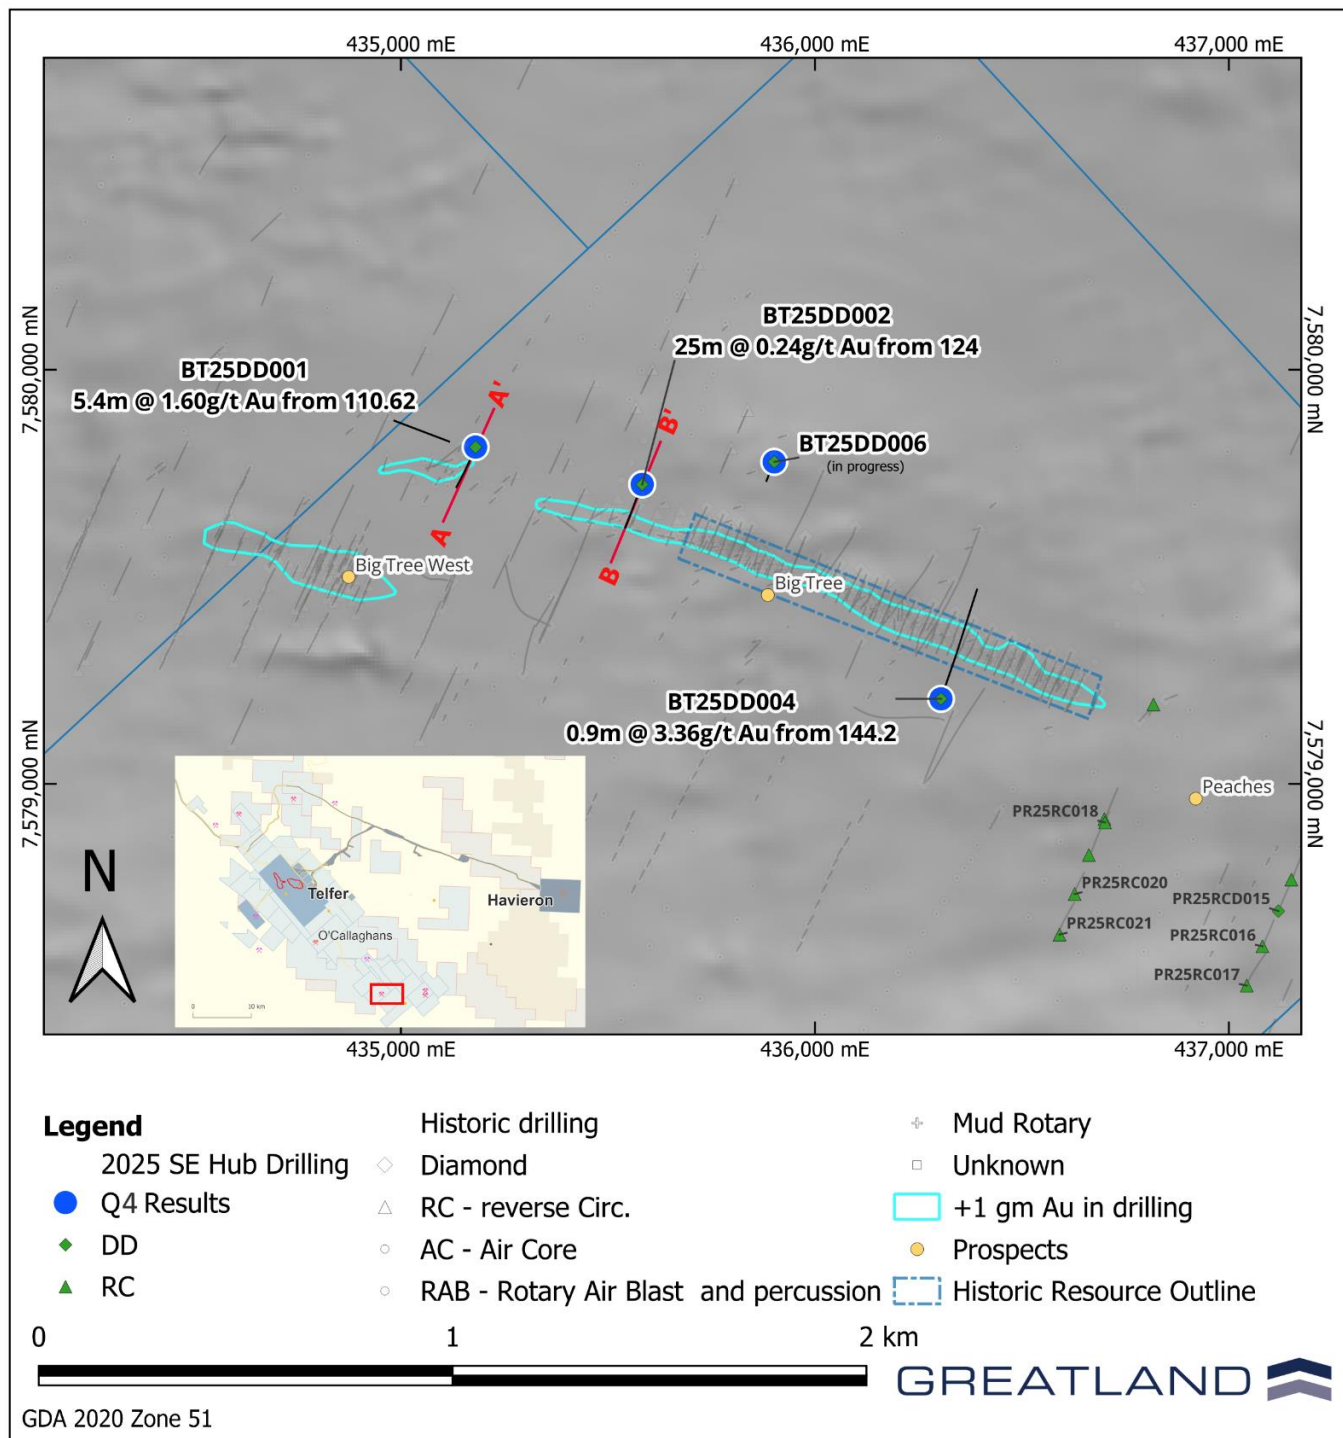 435,000 mE
436,000 mE
437,000 mE
7,580,000 mN
7,580,000 mN
BT25DD002
25m @ 0.24g/t Au from 124
BT25DD001
5.4m @ 1.60g/t Au from 110.62
A'
B'
BT25DD006
(in progress)
A
B
Big Tree West
Big Tree
BT25DD004
0.9m @ 3.36g/t Au from 144.2
7,579,000 mN
7,579,000 mN
Peaches
PR25RC018
PR25RC020
PR25RCD015
PR25RC021
PR25RC016
PR25RC017
N
Telfer
Havieron
O'Callaghans
0
10 km
435,000 mE
436,000 mE
437,000 mE
Legend
2025 SE Hub Drilling
Q4 Results
DD
RC
Historic drilling
Diamond
RC - reverse Circ.
AC - Air Core
RAB - Rotary Air Blast and percussion
Mud Rotary
Unknown
+1 gm Au in drilling
Prospects
Historic Resource Outline
0
1
2 km
GREATLAND
GDA 2020 Zone 51